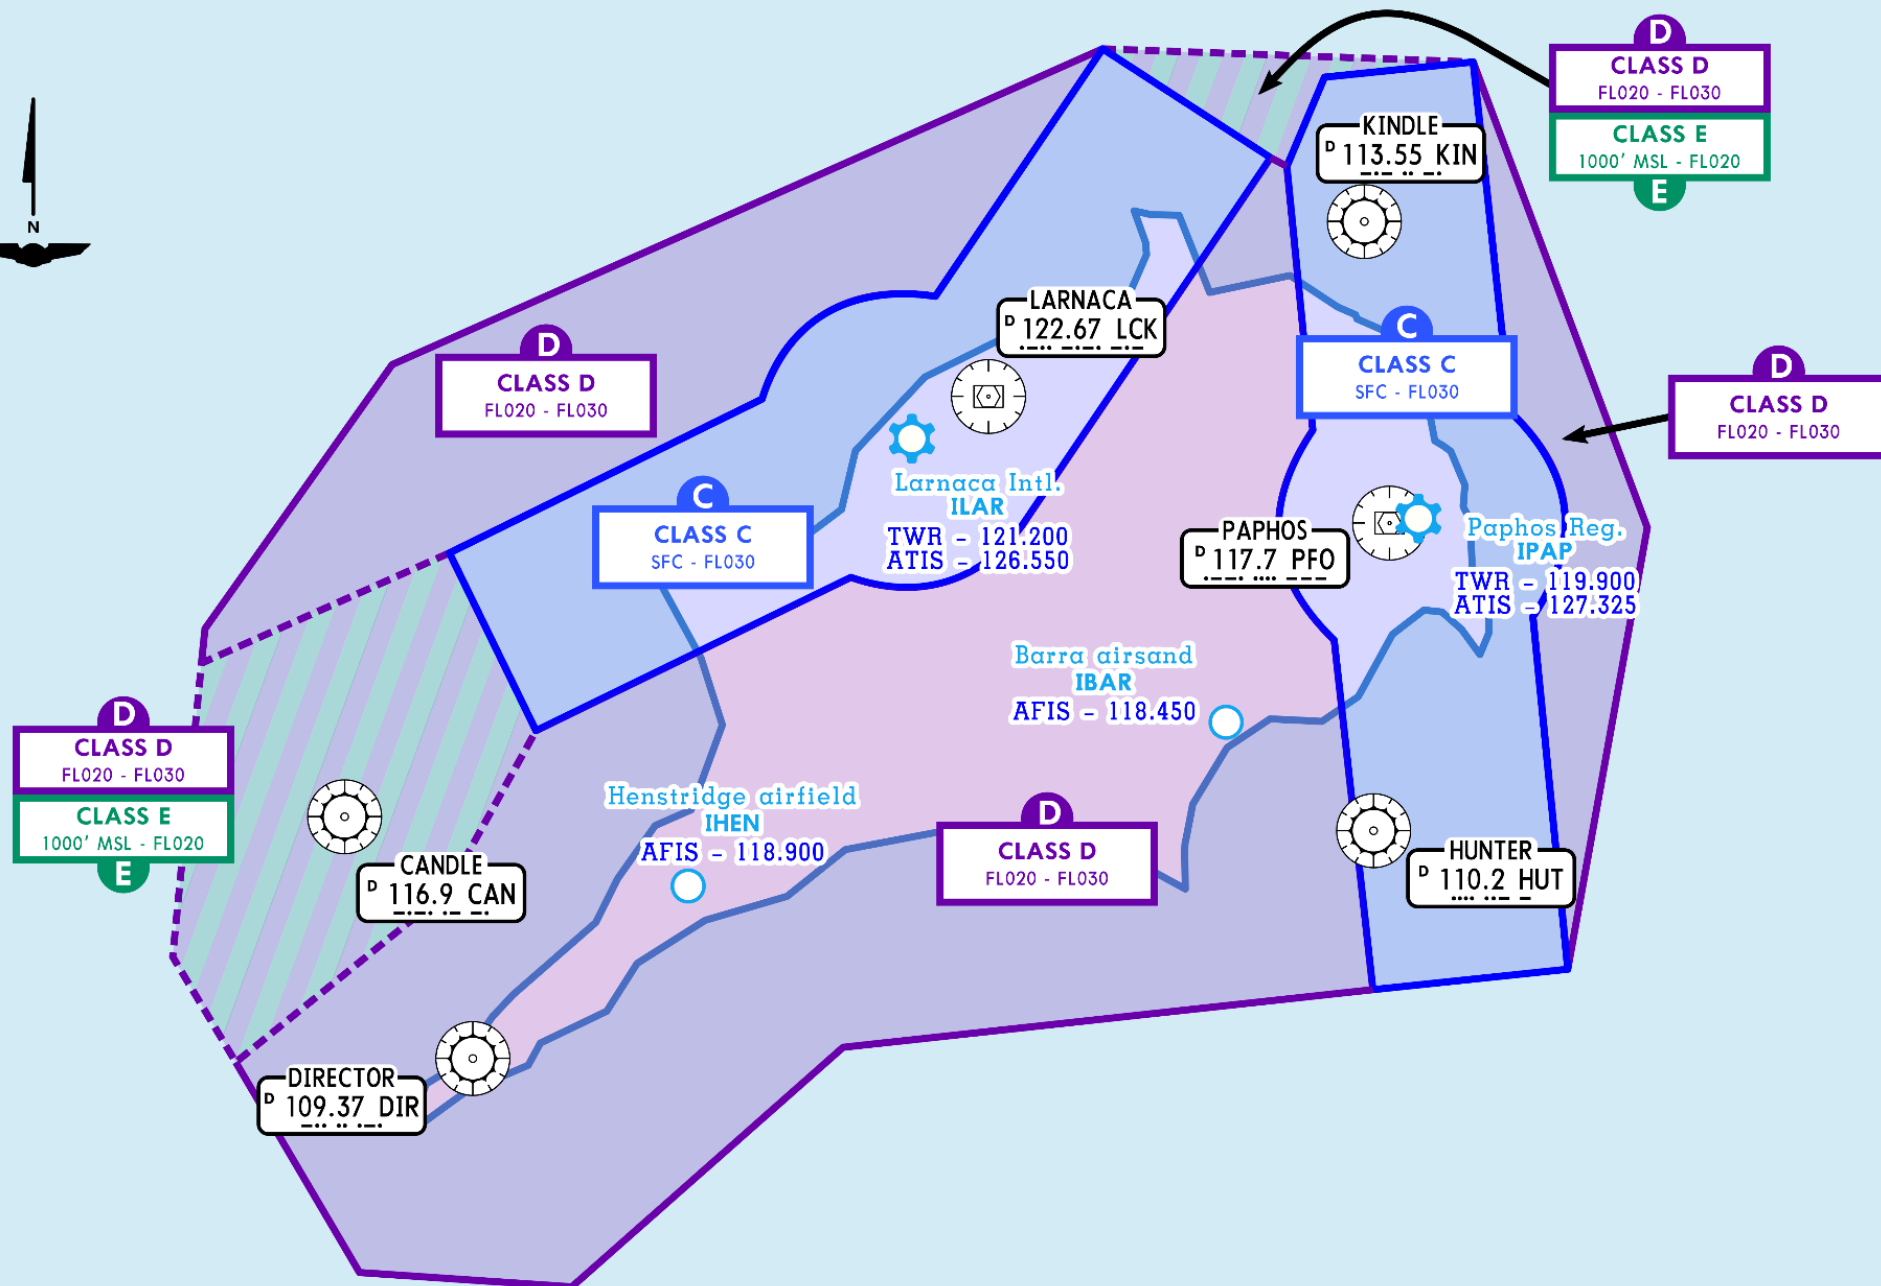 D
CLASS D
FL020 - FL030
CLASS E
1000' MSL - FL020
E
N
KINDLE
D 113.55 KIN
LARNACA
D 122.67 LCK
D
CLASS D
FL020 - FL030
C
CLASS C
SFC - FL030
D
CLASS D
FL020 - FL030
C
CLASS C
SFC - FL030
Larnaca Intl.
ILAR
TWR - 121.200
ATIS - 126.550
PAPHOS
D 117.7 PFO
Paphos Reg.
IPAP
TWR - 119.900
ATIS - 127.325
Barra airsand
IBAR
AFIS - 118.450
D
CLASS D
FL020 - FL030
CLASS E
1000' MSL - FL020
E
Henstridge airfield
IHEN
AFIS - 118.900
CANDLE
D 116.9 CAN
D
CLASS D
FL020 - FL030
HUNTER
D 110.2 HUT
DIRECTOR
D 109.37 DIR